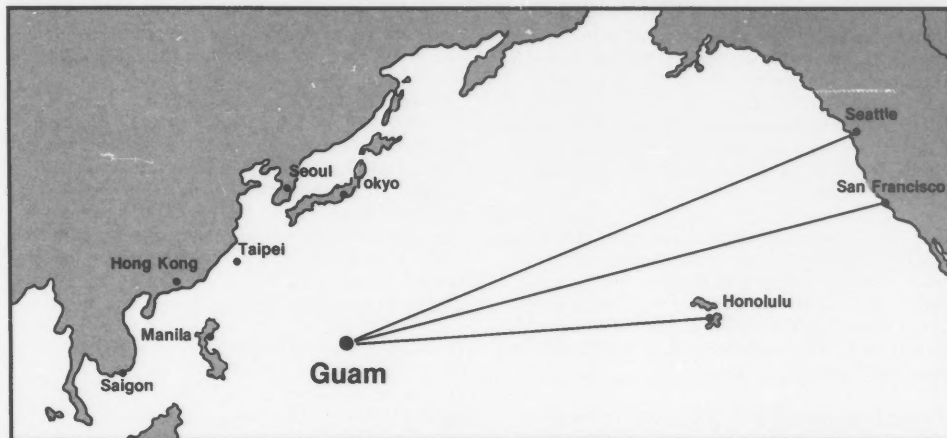 Seattle
San Francisco
Seoul
Tokyo
Taipei
Hong Kong
Honolulu
Manila
Guam
Saigon